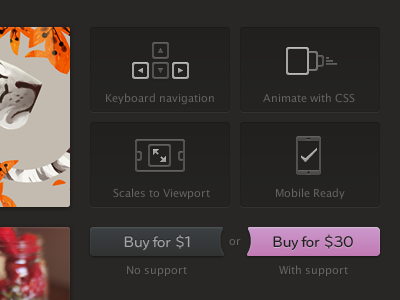 Keyboard navigation
Animate with CSS
Scales to Viewport
Mobile Ready
Buy for $1
or
Buy for $30
No support
With support